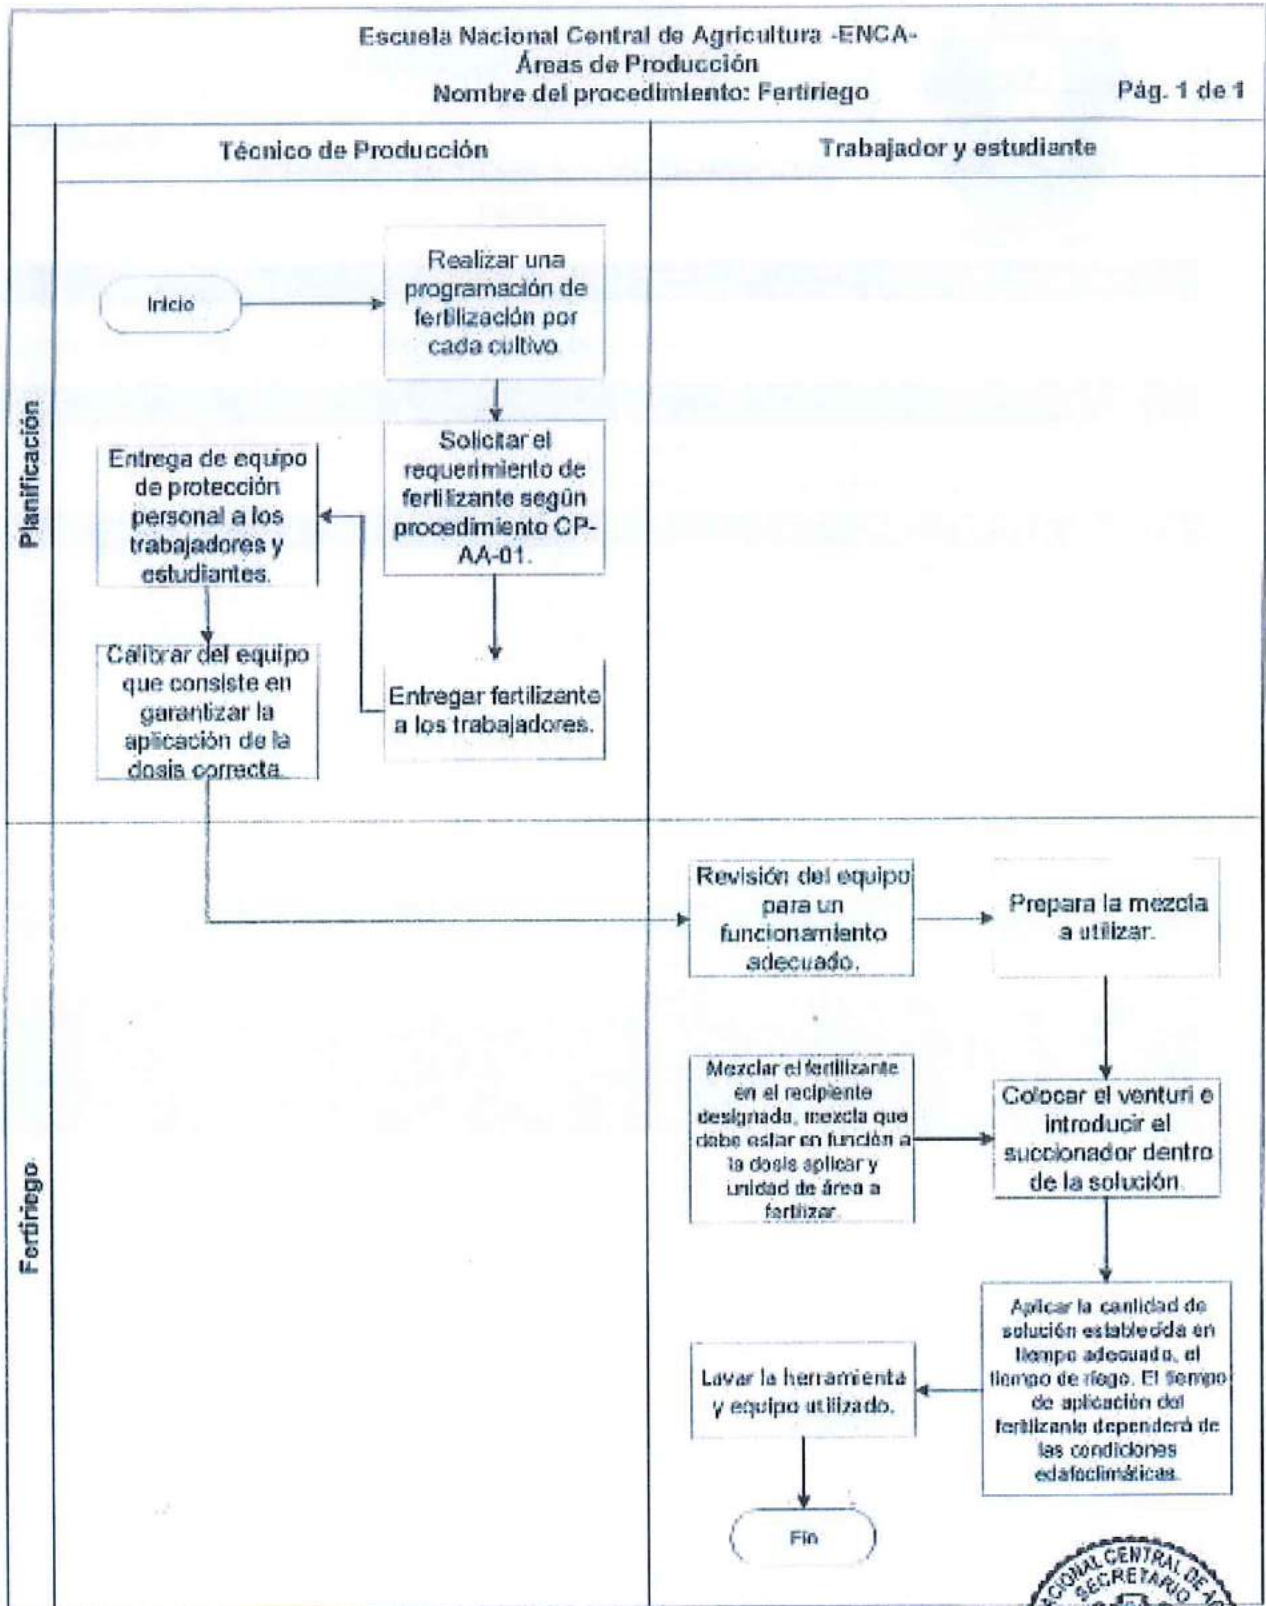 Escuela Nacional Central de Agricultura -ENCA-
Áreas de Producción
Nombre del procedimiento: Fertiriego
Pág. 1 de 1
Técnico de Producción
Trabajador y estudiante
Planificación
Inicio
Realizar una
programación de
fertilización por
cada cultivo.
Solicitar el
requerimiento de
fertilizante según
procedimiento CP-
AA-01.
Entregar fertilizante
a los trabajadores.
Entrega de equipo
de protección
personal a los
trabajadores y
estudiantes.
Calibrar del equipo
que consiste en
garantizar la
aplicación de la
dosis correcta.
Fertiriego
Revisión del equipo
para un
funcionamiento
adecuado.
Prepara la mezcla
a utilizar.
Mezclar el fertilizante
en el recipiente
designado, mezcla que
debe estar en función a
la dosis aplicar y
unidad de área a
fertilizar.
Colocar el venturi e
introducir el
succionador dentro
de la solución.
Aplicar la cantidad de
solución establecida en
tiempo adecuado, el
tiempo de riego. El tiempo
de aplicación del
fertilizante dependerá de
las condiciones
edafoclimáticas.
Lavar la herramienta
y equipo utilizado.
Fin
NACIONAL CENTRAL DE
SECRETARIO